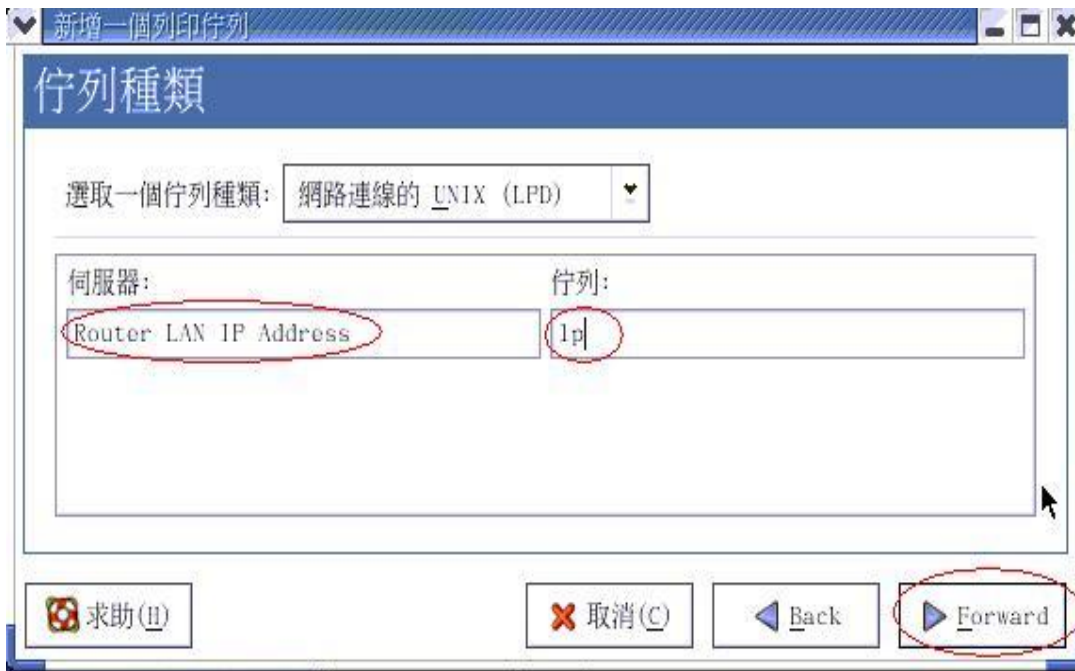 新增一個列印佇列
佇列種類
選取一個佇列種類: 網路連線的 UNIX (LPD)
伺服器: 佇列:
Router LAN IP Address lp
求助(H) 取消(C) Back Forward